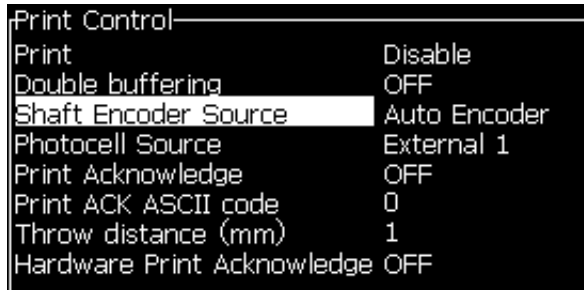 Print Control
Print Disable
Double buffering OFF
Shaft Encoder Source Auto Encoder
Photocell Source External 1
Print Acknowledge OFF
Print ACK ASCII code 0
Throw distance (mm) 1
Hardware Print Acknowledge OFF